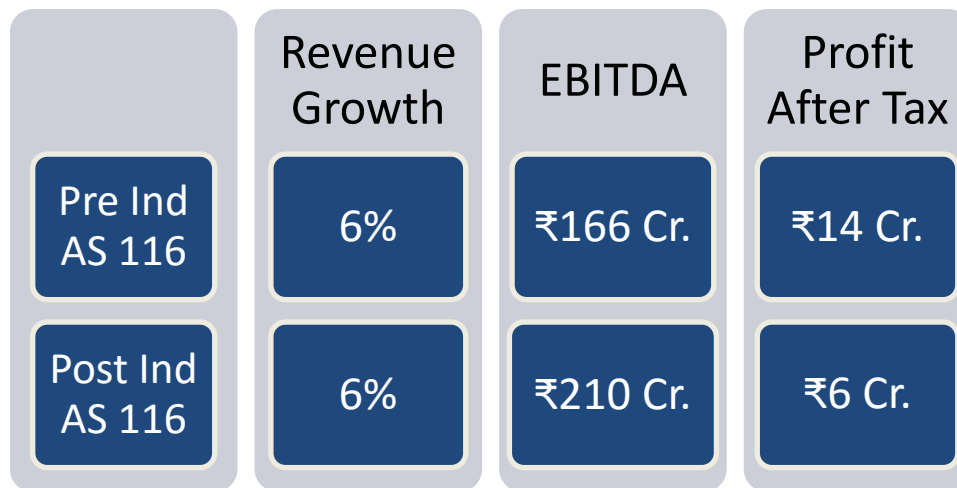 Revenue
Growth
EBITDA
Profit
After Tax
Pre Ind
AS 116
6%
₹166 Cr.
₹14 Cr.
Post Ind
AS 116
6%
₹210 Cr.
₹6 Cr.